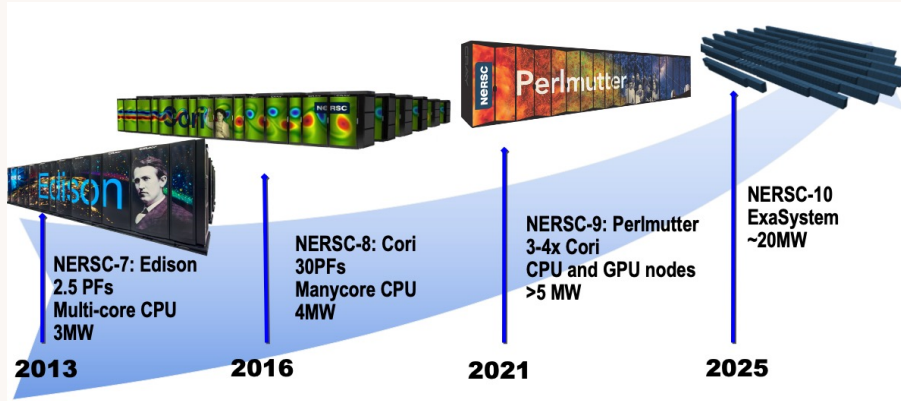 Edison
Cori
NERSC
NERSC
Perlmutter
NERSC-7: Edison
2.5 PFs
Multi-core CPU
3MW
NERSC-8: Cori
30PFs
Manycore CPU
4MW
NERSC-9: Perlmutter
3-4x Cori
CPU and GPU nodes
>5 MW
NERSC-10
ExaSystem
~20MW
2013
2016
2021
2025